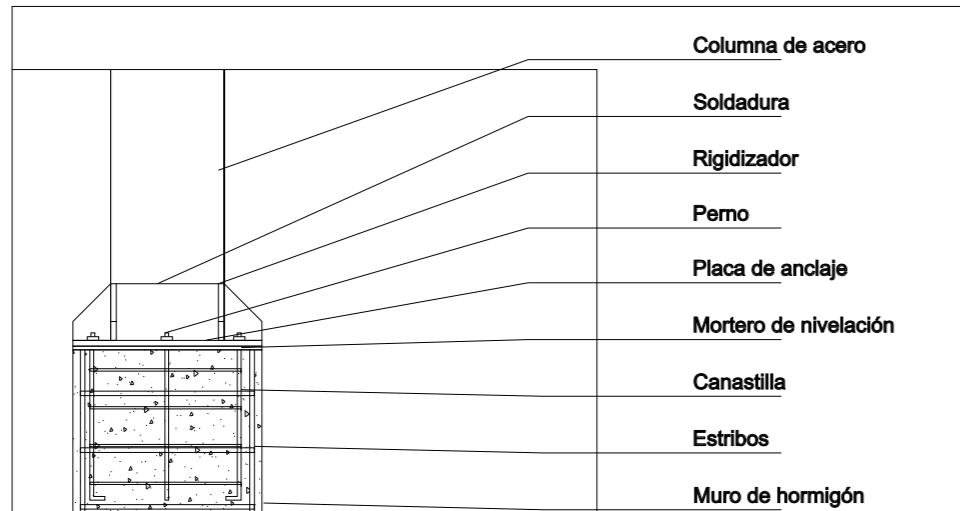 Columna de acero
Soldadura
Rigidizador
Perno
Placa de anclaje
Mortero de nivelación
Canastilla
Estribos
Muro de hormigón